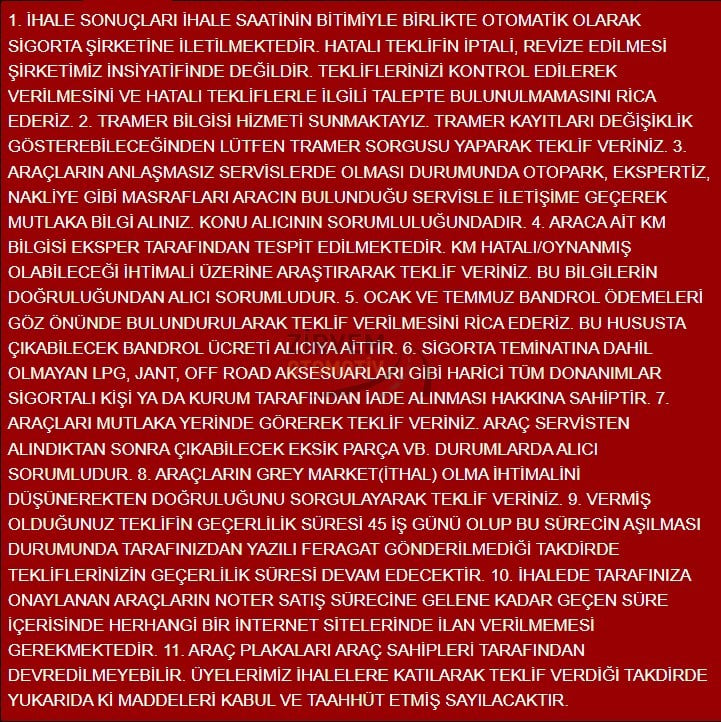 1. İHALE SONUÇLARI İHALE SAATİNİN BİTİMİYLE BİRLİKTE OTOMATİK OLARAK
SİGORTA ŞİRKETİNE İLETİLMEKTEDİR. HATALI TEKLİFİN İPTALİ, REVİZE EDİLMESİ
ŞİRKETİMİZ İNSİYATİFİNDE DEĞİLDİR. TEKLİFLERİNİZİ KONTROL EDİLEREK
VERİLMESİNİ VE HATALI TEKLİFLERLE İLGİLİ TALEPTE BULUNULMAMASINI RİCA
EDERİZ. 2. TRAMER BİLGİSİ HİZMETİ SUNMAKTAYIZ. TRAMER KAYITLARI DEĞİŞİKLİK
GÖSTEREBİLECEĞİNDEN LÜTFEN TRAMER SORGUSU YAPARAK TEKLİF VERİNİZ. 3.
ARAÇLARIN ANLAŞMASIZ SERVİSLERDE OLMASI DURUMUNDA OTOPARK, EKSPERTİZ,
NAKLİYE GİBİ MASRAFLARI ARACIN BULUNDUĞU SERVİSLE İLETİŞİME GEÇEREK
MUTLAKA BİLGİ ALINIZ. KONU ALICININ SORUMLULUĞUNDADIR. 4. ARACA AİT KM
BİLGİSİ EKSPER TARAFINDAN TESPİT EDİLMEKTEDİR. KM HATALI/OYNANMIŞ
OLABİLECEĞİ İHTİMALİ ÜZERİNE ARAŞTIRARAK TEKLİF VERİNİZ. BU BİLGİLERİN
DOĞRULUĞUNDAN ALICI SORUMLUDUR. 5. OCAK VE TEMMUZ BANDROL ÖDEMELERİ
GÖZ ÖNÜNDE BULUNDURULARAK TEKLİF VERİLMESİNİ RİCA EDERİZ. BU HUSUSTA
ÇIKABİLECEK BANDROL ÜCRETİ ALICIYA AİTTİR. 6. SİGORTA TEMİNATINA DAHİL
OLMAYAN LPG, JANT, OFF ROAD AKSESUARLARI GİBİ HARİCİ TÜM DONANIMLAR
SİGORTALI KİŞİ YA DA KURUM TARAFINDAN İADE ALINMASI HAKKINA SAHİPTİR. 7.
ARAÇLARI MUTLAKA YERİNDE GÖREREK TEKLİF VERİNİZ. ARAÇ SERVİSTEN
ALINDIKTAN SONRA ÇIKABİLECEK EKSİK PARÇA VB. DURUMLARDA ALICI
SORUMLUDUR. 8. ARAÇLARIN GREY MARKET(İTHAL) OLMA İHTİMALİNİ
DÜŞÜNEREKTEN DOĞRULUĞUNU SORGULAYARAK TEKLİF VERİNİZ. 9. VERMİŞ
OLDUĞUNUZ TEKLİFİN GEÇERLİLİK SÜRESİ 45 İŞ GÜNÜ OLUP BU SÜRECİN AŞILMASI
DURUMUNDA TARAFINIZDAN YAZILI FERAGAT GÖNDERİLMEDİĞİ TAKDİRDE
TEKLİFLERİNİZİN GEÇERLİLİK SÜRESİ DEVAM EDECEKTİR. 10. İHALEDE TARAFINIZA
ONAYLANAN ARAÇLARIN NOTER SATIŞ SÜRECİNE GELENE KADAR GEÇEN SÜRE
İÇERİSİNDE HERHANGİ BİR İNTERNET SİTELERİNDE İLAN VERİLMEMESİ
GEREKMEKTEDİR. 11. ARAÇ PLAKALARI ARAÇ SAHİPLERİ TARAFINDAN
DEVREDİLMEYEBİLİR. ÜYELERİMİZ İHALELERE KATILARAK TEKLİF VERDİĞİ TAKDİRDE
YUKARIDA Kİ MADDELERİ KABUL VE TAAHHÜT ETMİŞ SAYILACAKTIR.
ZİRVEM
OTOMOTİV